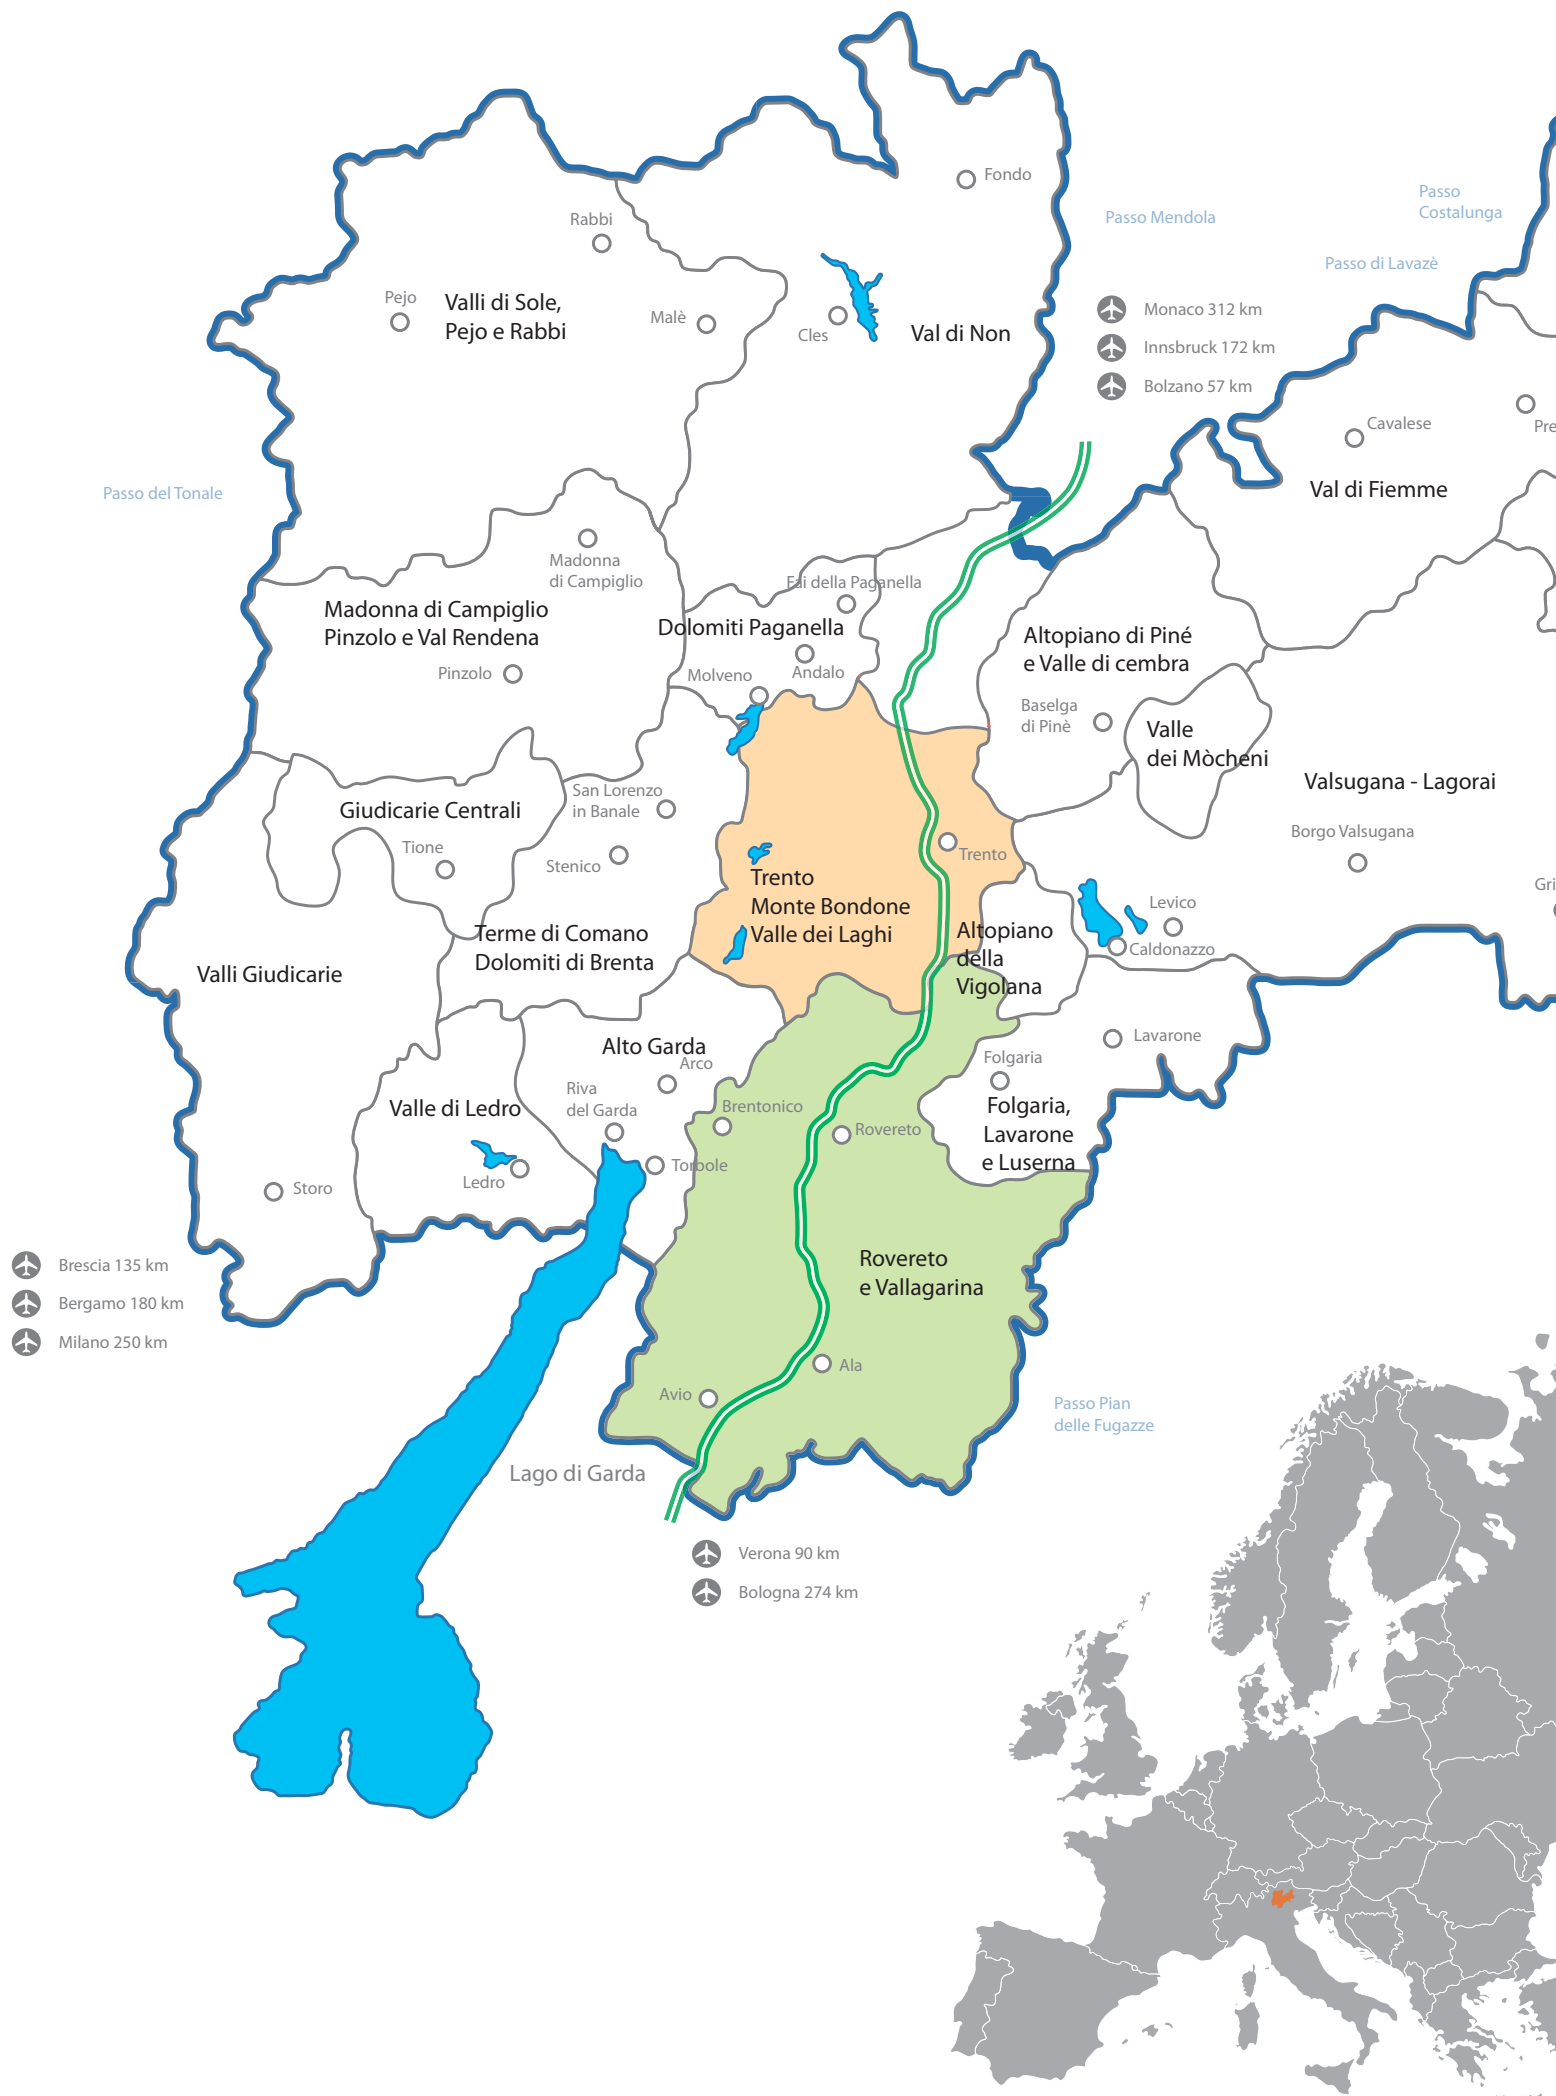 Fondo
Passo
Costalunga
Passo Mendola
Rabbi
Passo di Lavazè
Pejo
Valli di Sole,
Pejo e Rabbi
Malè
Cles
Val di Non
Monaco 312 km
Innsbruck 172 km
Bolzano 57 km
Cavalese
Pre
Passo del Tonale
Val di Fiemme
Madonna
di Campiglio
Fai della Paganella
Madonna di Campiglio
Pinzolo e Val Rendena
Dolomiti Paganella
Altopiano di Piné
e Valle di cembra
Pinzolo
Molveno
Andalo
Baselga
di Pinè
Valle
dei Mòcheni
Valsugana - Lagorai
San Lorenzo
in Banale
Giudicarie Centrali
Borgo Valsugana
Tione
Stenico
Trento
Trento
Monte Bondone
Valle dei Laghi
Gri
Levico
Caldonazzo
Altopiano
della
Vigolana
Terme di Comano
Dolomiti di Brenta
Valli Giudicarie
Lavarone
Alto Garda
Arco
Folgaria
Riva
del Garda
Valle di Ledro
Brentonico
Rovereto
Folgaria,
Lavarone
e Luserna
Torbole
Ledro
Storo
Rovereto
e Vallagarina
Brescia 135 km
Bergamo 180 km
Milano 250 km
Ala
Avio
Passo Pian
delle Fugazze
Lago di Garda
Verona 90 km
Bologna 274 km